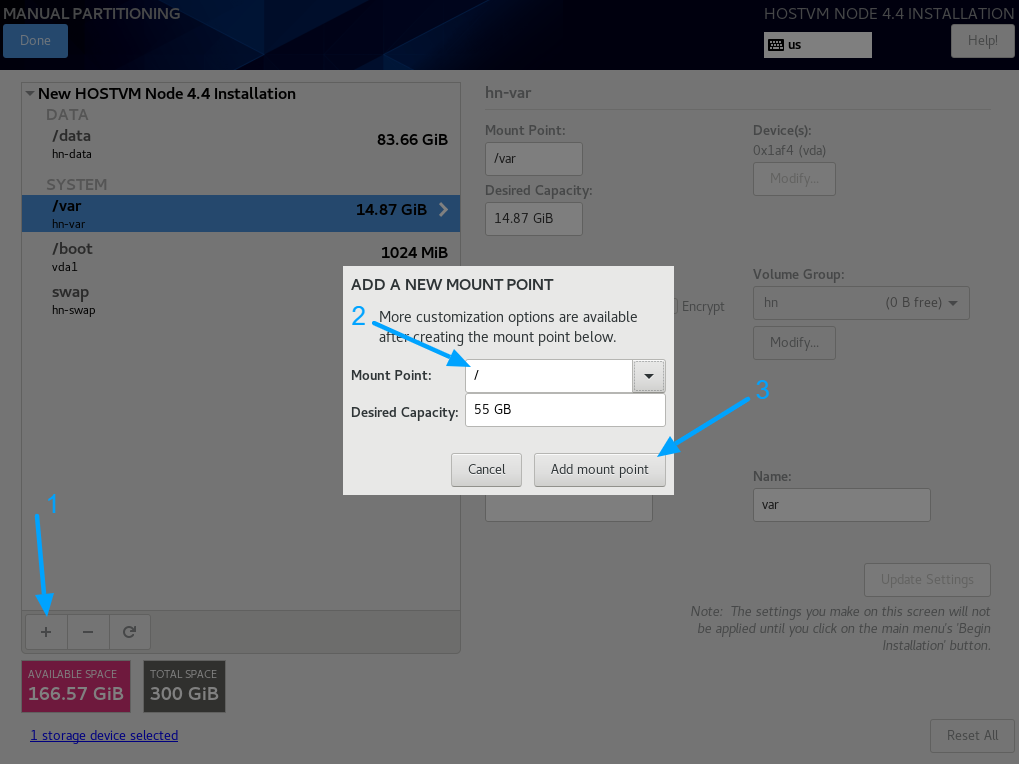 MANUAL PARTITIONING
HOSTVM NODE 4.4 INSTALLATION
Done
us
Help!
New HOSTVM Node 4.4 Installation
DATA
/data
hn-data
83.66 GiB
SYSTEM
/var
hn-var
14.87 GiB
/boot
vda1
1024 MiB
swap
hn-swap
hn-var
Mount Point:
/var
Desired Capacity:
14.87 GiB
Device(s):
0x1af4 (vda)
Modify...
Encrypt
Volume Group:
hn (0 B free)
Modify...
Name:
var
Update Settings
Note: The settings you make on this screen will not
be applied until you click on the main menu's 'Begin
Installation' button.
ADD A NEW MOUNT POINT
More customization options are available
after creating the mount point below.
Mount Point:
/
Desired Capacity:
55 GB
Cancel
Add mount point
1
2
3
+ −
AVAILABLE SPACE
166.57 GiB
TOTAL SPACE
300 GiB
1 storage device selected
Reset All